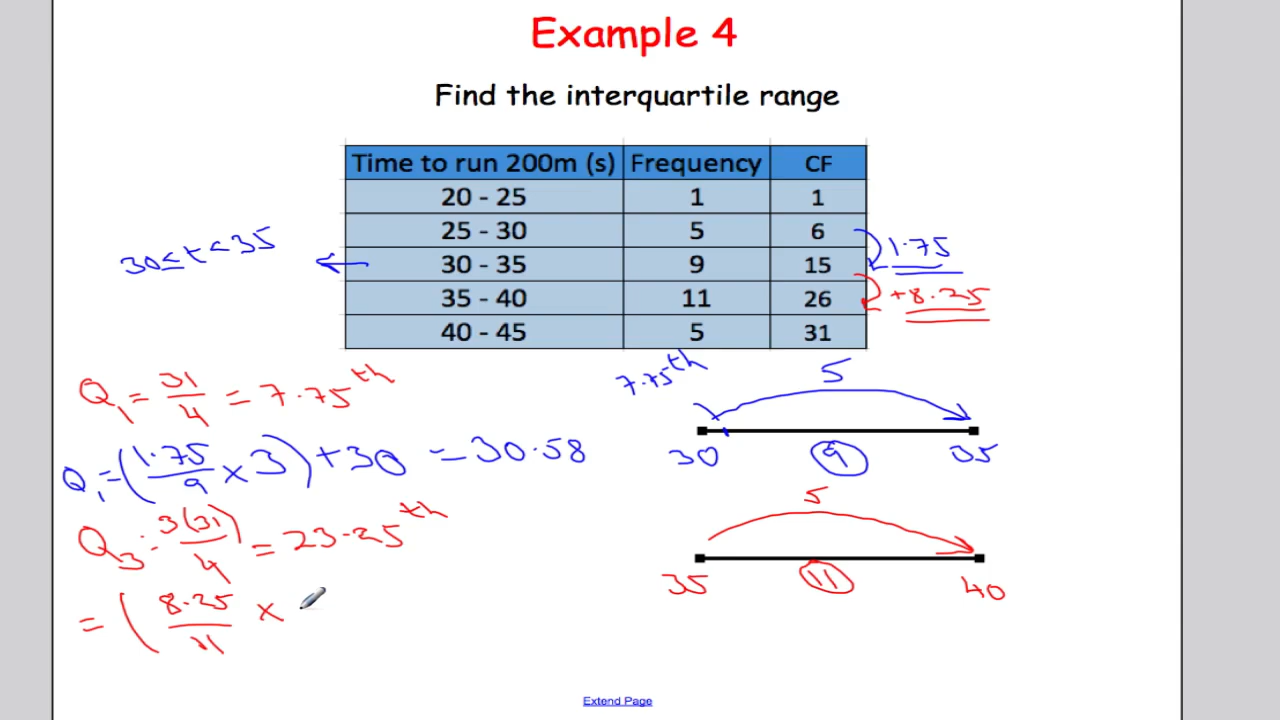 Example 4
Find the interquartile range
Time to run 200m (s) Frequency CF
20 - 25 1 1
25 - 30 5 6
30 - 35 9 15
35 - 40 11 26
40 - 45 5 31
30≤t<35
1.75
+8.25
Q1 = 31/4 = 7.75th
Q1 = (1.75/9 × 3) + 30 = 30.58
Q3 = 3(31)/4 = 23.25th
= (8.25/11 ×
7.75th
5
30 9 35
5
35 11 40
Extend Page